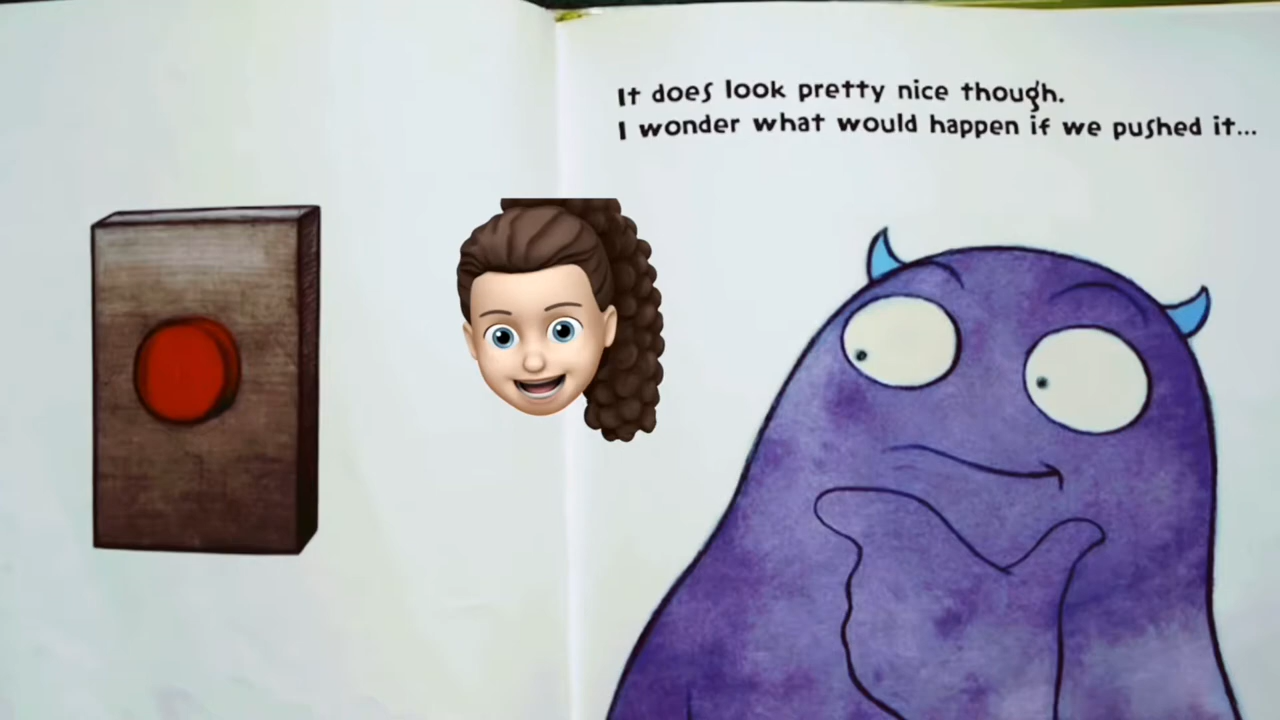 It does look pretty nice though.
I wonder what would happen if we pushed it...